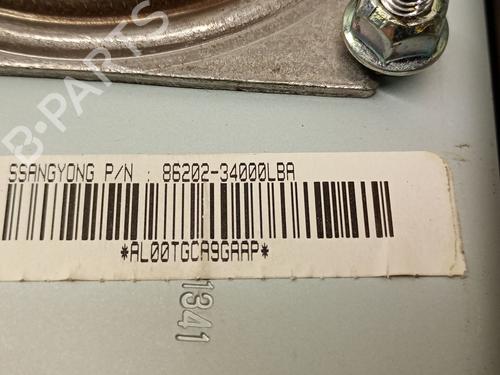 B-PARTS
SSANGYONG P/N : 86202-34000LBA
*AL00TGCA9GAAP*
1341